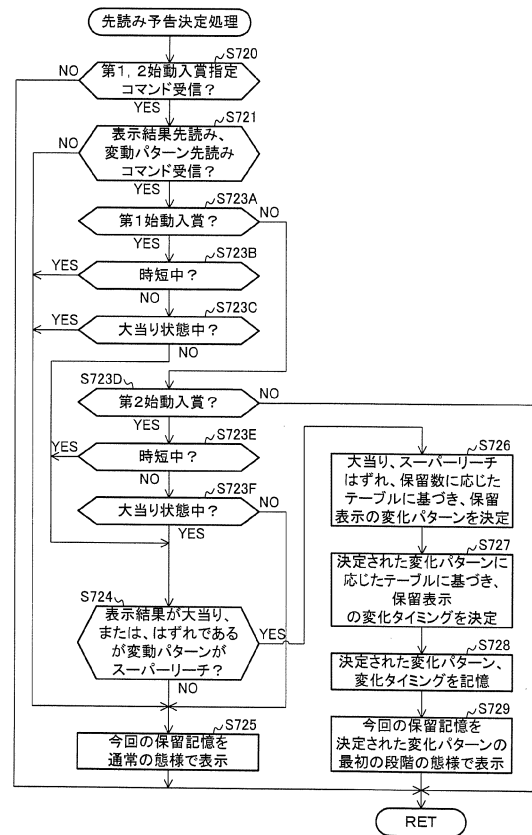 先読み予告決定処理
S720
NO
第1，2始動入賞指定
コマンド受信？
YES
S721
NO
表示結果先読み、
変動パターン先読み
コマンド受信？
YES
S723A
第1始動入賞？
NO
YES
S723B
YES
時短中？
NO
S723C
YES
大当り状態中？
NO
S723D
第2始動入賞？
NO
YES
S723E
YES
時短中？
NO
S723F
大当り状態中？
NO
YES
S724
表示結果が大当り、
または、はずれである
が変動パターンが
スーパーリーチ？
YES
NO
S725
今回の保留記憶を
通常の態様で表示
S726
大当り、スーパーリーチ
はずれ、保留数に応じた
テーブルに基づき、保留
表示の変化パターンを決定
S727
決定された変化パターンに
応じたテーブルに基づき、
保留表示
の変化タイミングを決定
S728
決定された変化パターン、
変化タイミングを記憶
S729
今回の保留記憶を
決定された変化パターンの
最初の段階の態様で表示
RET